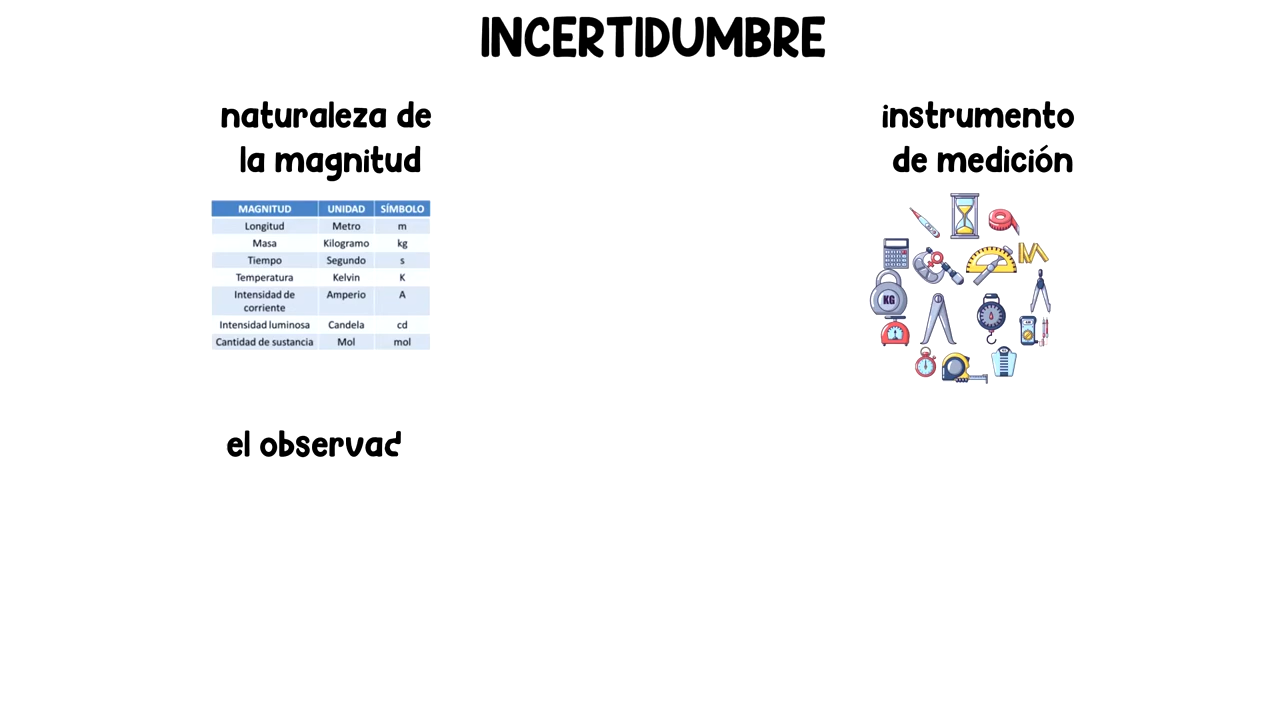 INCERTIDUMBRE
naturaleza de
la magnitud
MAGNITUD UNIDAD SÍMBOLO
Longitud Metro m
Masa Kilogramo kg
Tiempo Segundo s
Temperatura Kelvin K
Intensidad de corriente Amperio A
Intensidad luminosa Candela cd
Cantidad de sustancia Mol mol
instrumento
de medición
KG
el observad